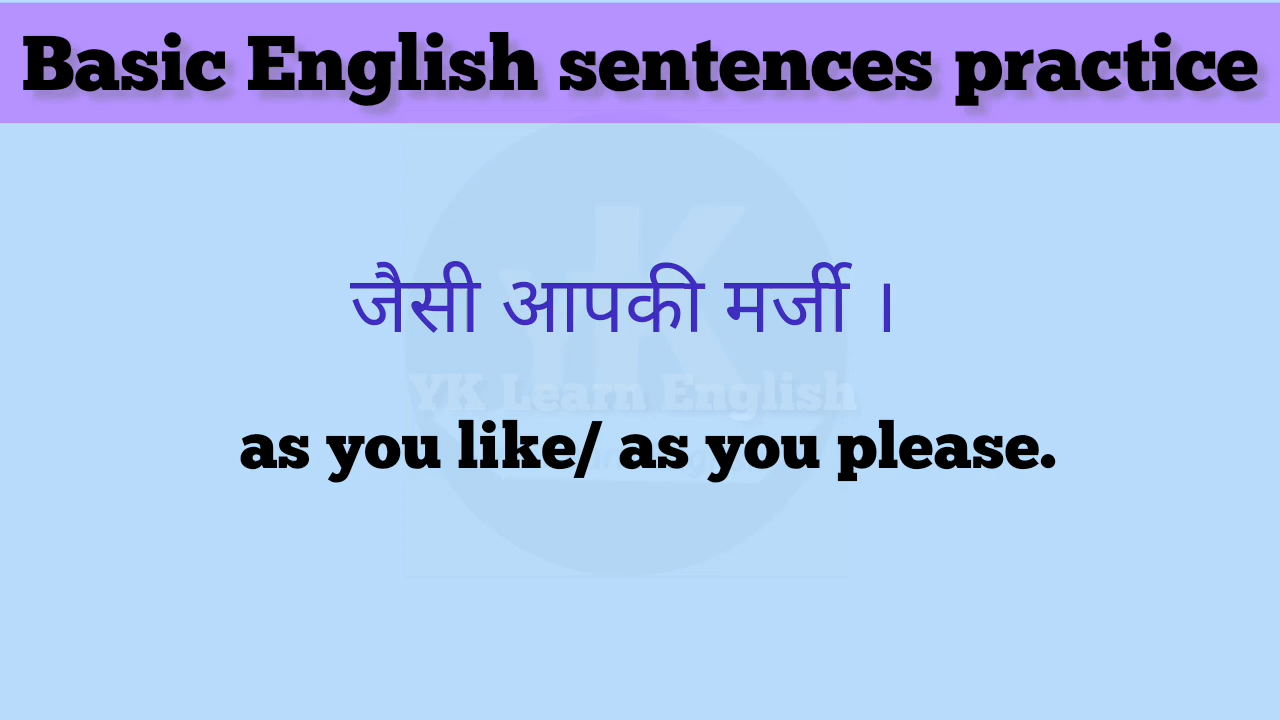 Basic English sentences practice
जैसी आपकी मर्जी ।
YK Learn English
as you like/ as you please.